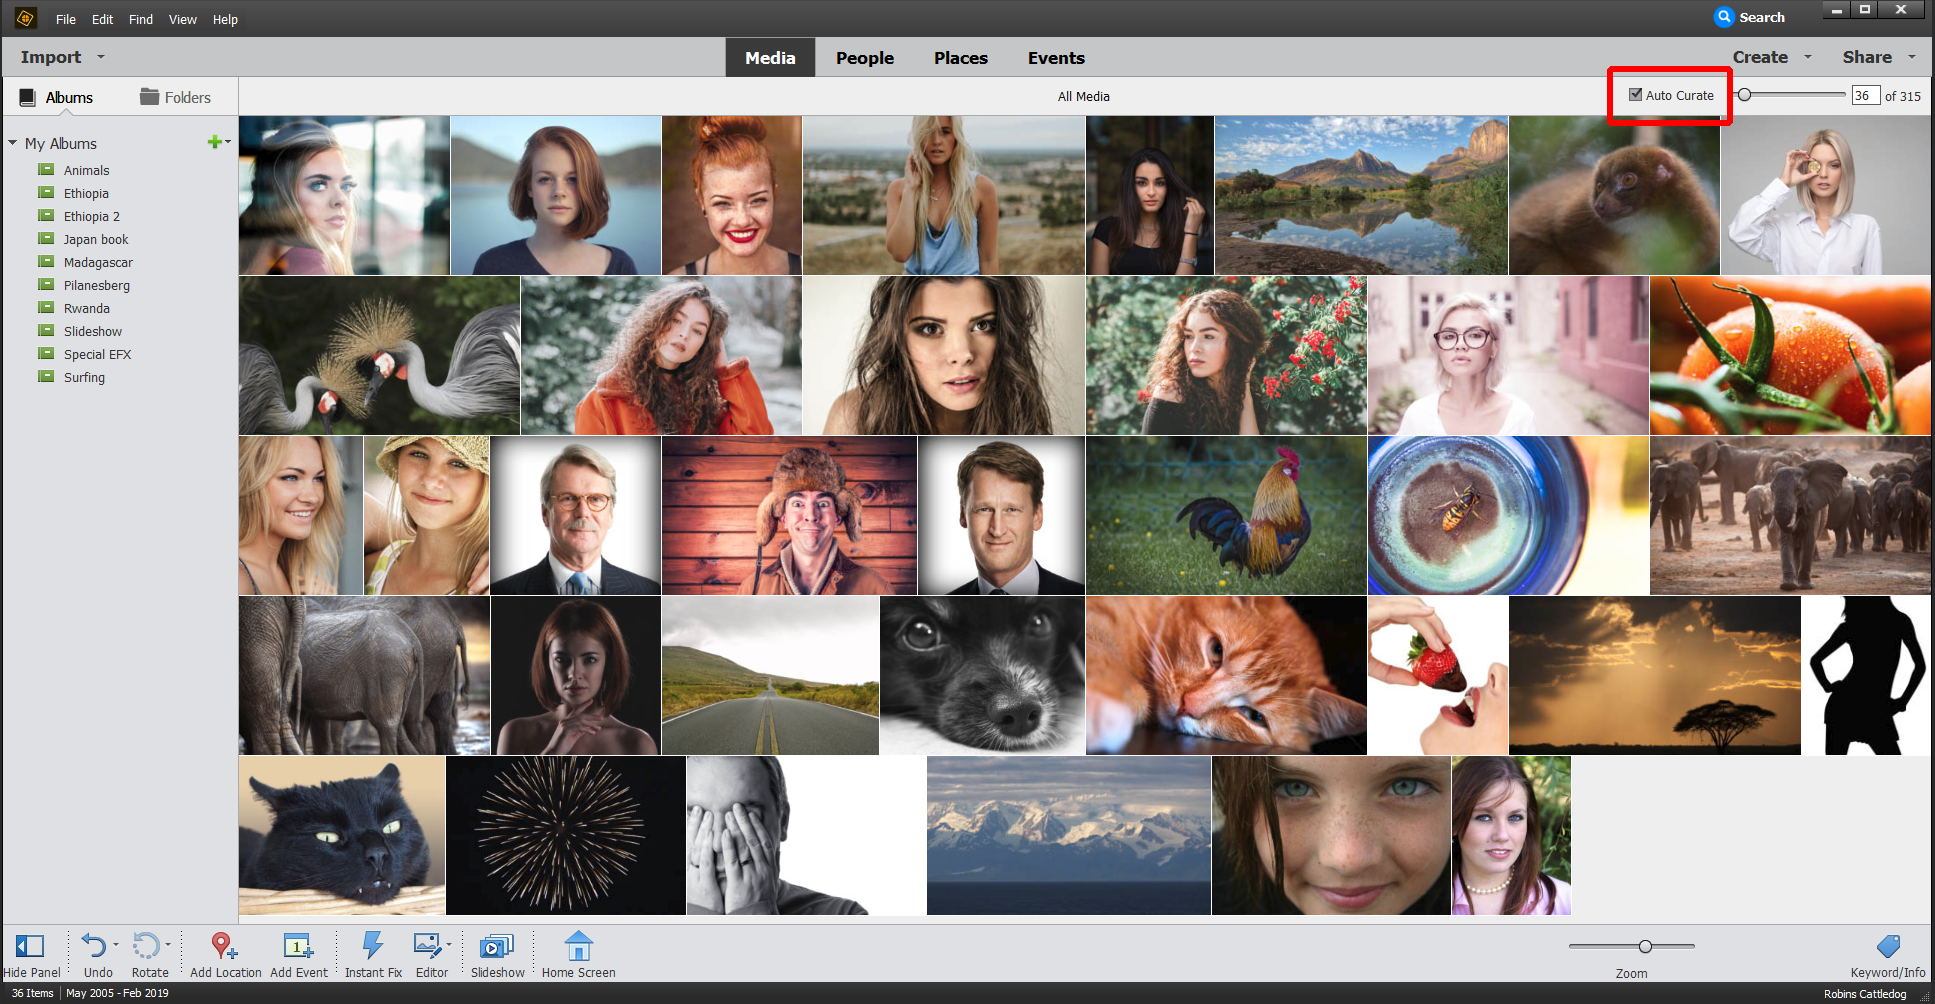 File Edit Find View Help Search
Import Media People Places Events Create Share
Albums Folders All Media Auto Curate 36 of 315
My Albums
Animals
Ethiopia
Ethiopia 2
Japan book
Madagascar
Pilanesberg
Rwanda
Slideshow
Special EFX
Surfing
1
Hide Panel Undo Rotate Add Location Add Event Instant Fix Editor Slideshow Home Screen Zoom Keyword/Info
36 Items May 2005 - Feb 2019 Robins Cattledog